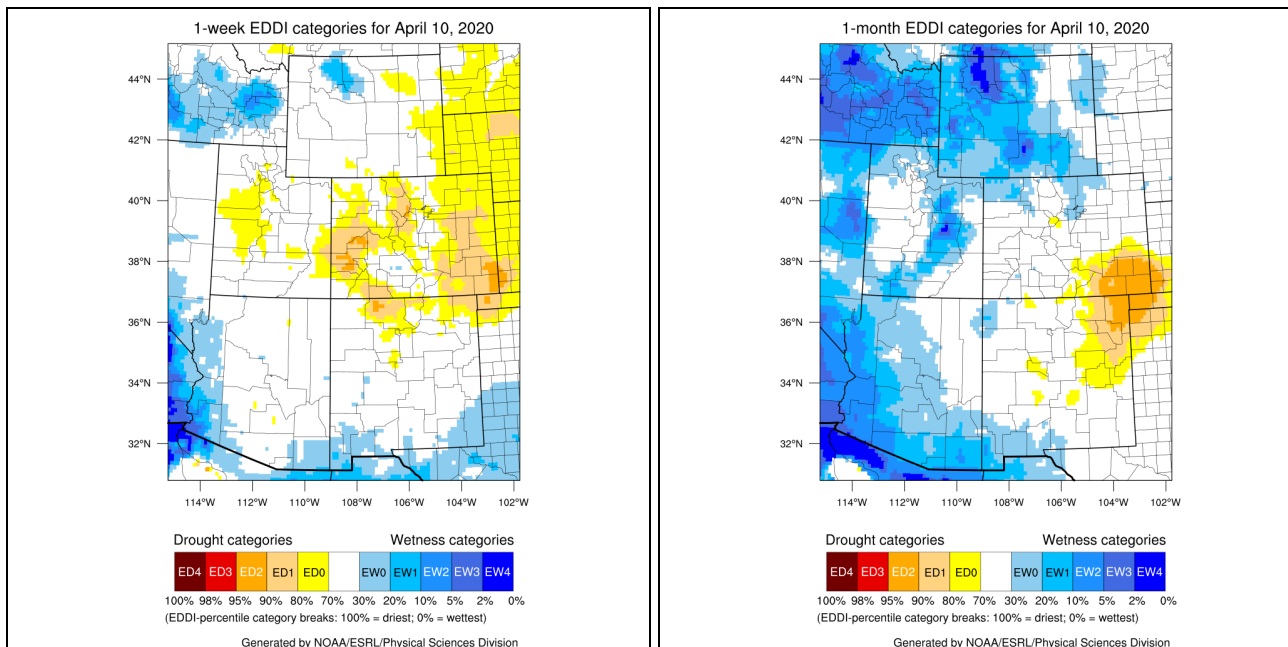 1-week EDDI categories for April 10, 2020
44°N
42°N
40°N
38°N
36°N
34°N
32°N
114°W 112°W 110°W 108°W 106°W 104°W 102°W
Drought categories Wetness categories
ED4 ED3 ED2 ED1 ED0 EW0 EW1 EW2 EW3 EW4
100% 98% 95% 90% 80% 70% 30% 20% 10% 5% 2% 0%
(EDDI-percentile category breaks: 100% = driest; 0% = wettest)
Generated by NOAA/ESRL/Physical Sciences Division
1-month EDDI categories for April 10, 2020
44°N
42°N
40°N
38°N
36°N
34°N
32°N
114°W 112°W 110°W 108°W 106°W 104°W 102°W
Drought categories Wetness categories
ED4 ED3 ED2 ED1 ED0 EW0 EW1 EW2 EW3 EW4
100% 98% 95% 90% 80% 70% 30% 20% 10% 5% 2% 0%
(EDDI-percentile category breaks: 100% = driest; 0% = wettest)
Generated by NOAA/ESRL/Physical Sciences Division